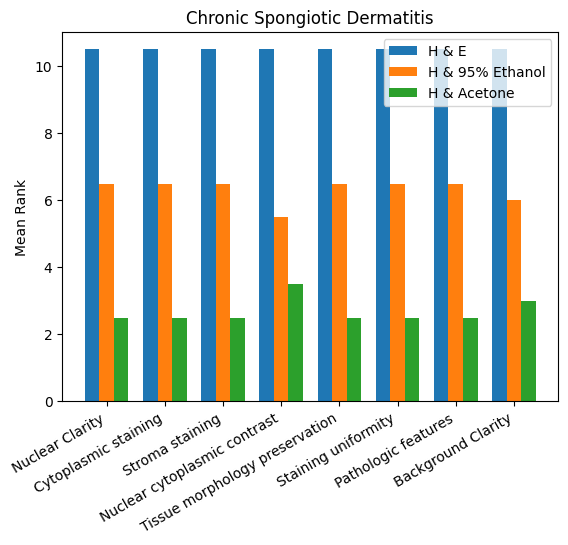 Chronic Spongiotic Dermatitis
H & E
H & 95% Ethanol
H & Acetone
Mean Rank
10
8
6
4
2
0
Nuclear Clarity
Cytoplasmic staining
Stroma staining
Nuclear cytoplasmic contrast
Tissue morphology preservation
Staining uniformity
Pathologic features
Background Clarity